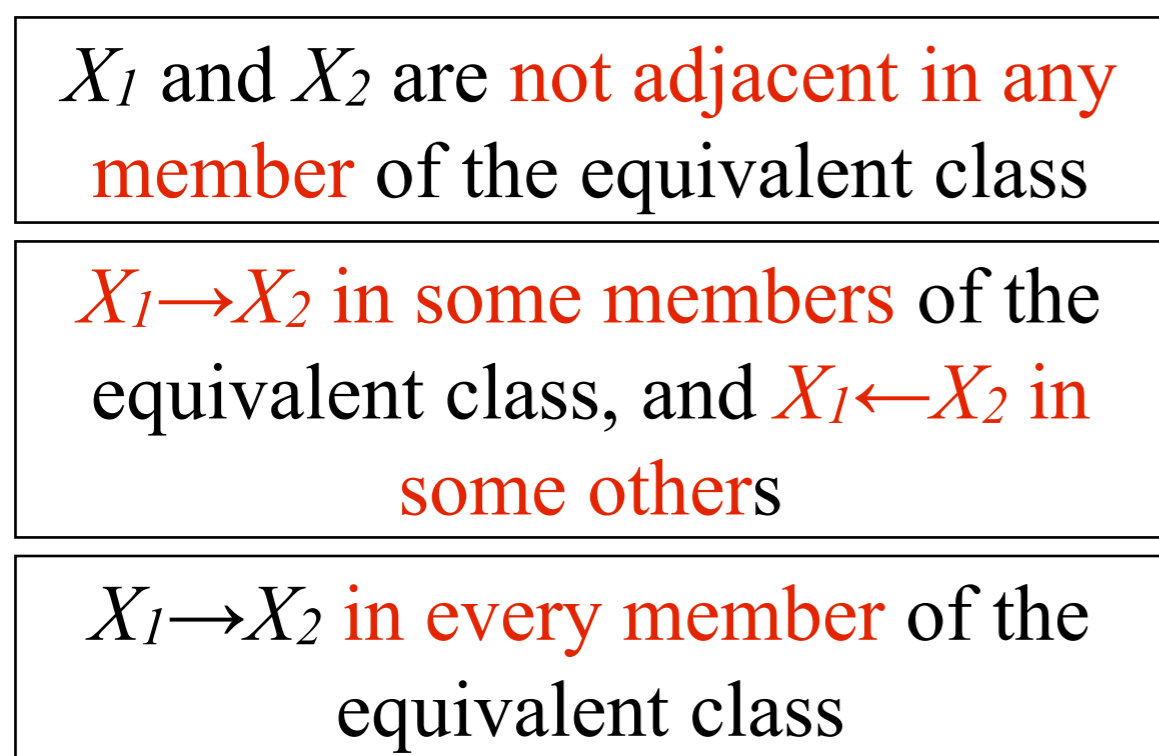 X₁ and X₂ are not adjacent in any
member of the equivalent class
X₁→X₂ in some members of the
equivalent class, and X₁←X₂ in
some others
X₁→X₂ in every member of the
equivalent class